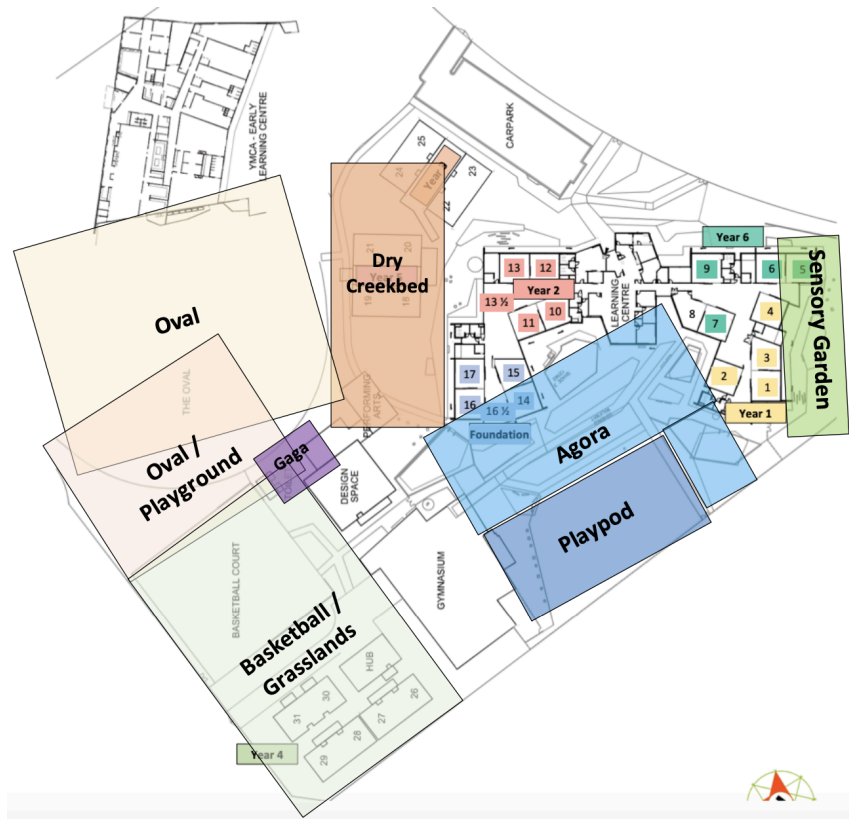 YMCA - EARLY
LEARNING CENTRE
CARPARK
25
24
23
22
Year
21
20
19
18
Dry
Creekbed
Oval
THE OVAL
Oval /
Playground
Gaga
PERFORMING
ARTS
DESIGN
SPACE
Year 6
13
12
9
6
5
Year 2
13 ½
11
10
LEARNING
CENTRE
8
7
4
3
2
1
Year 1
Sensory Garden
17
15
16
16 ½
14
Foundation
Agora
Playpod
GYMNASIUM
BASKETBALL COURT
Basketball /
Grasslands
HUB
31
30
29
28
27
26
Year 4